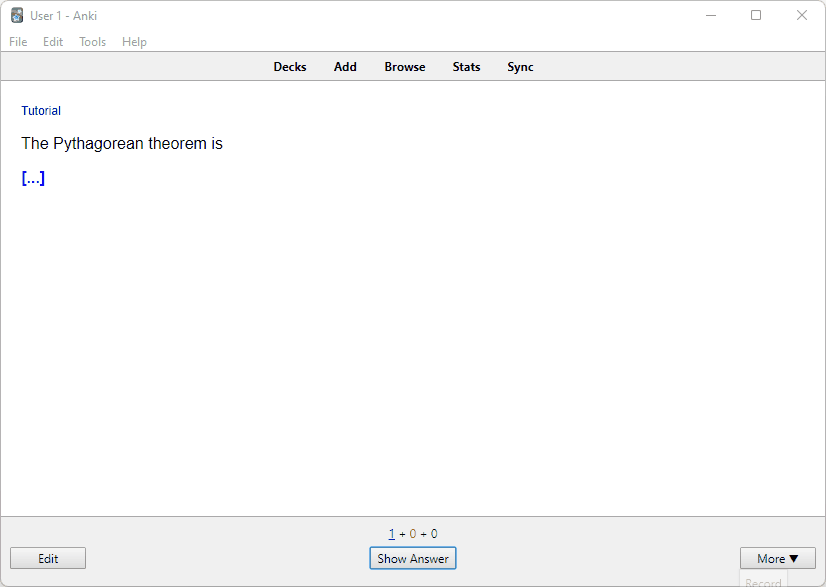 User 1 - Anki
File Edit Tools Help
Decks Add Browse Stats Sync
Tutorial
The Pythagorean theorem is
[...]
1 + 0 + 0
Edit Show Answer More ▼
Record